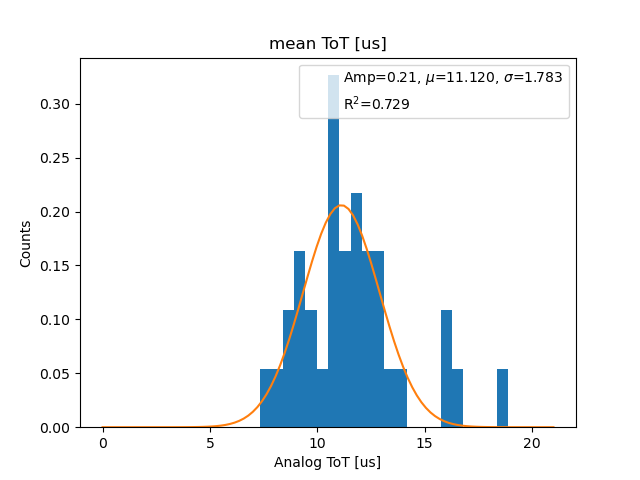 mean ToT [us]
Amp=0.21, μ=11.120, σ=1.783
R²=0.729
0.30
0.25
0.20
0.15
0.10
0.05
0.00
Counts
0 5 10 15 20
Analog ToT [us]